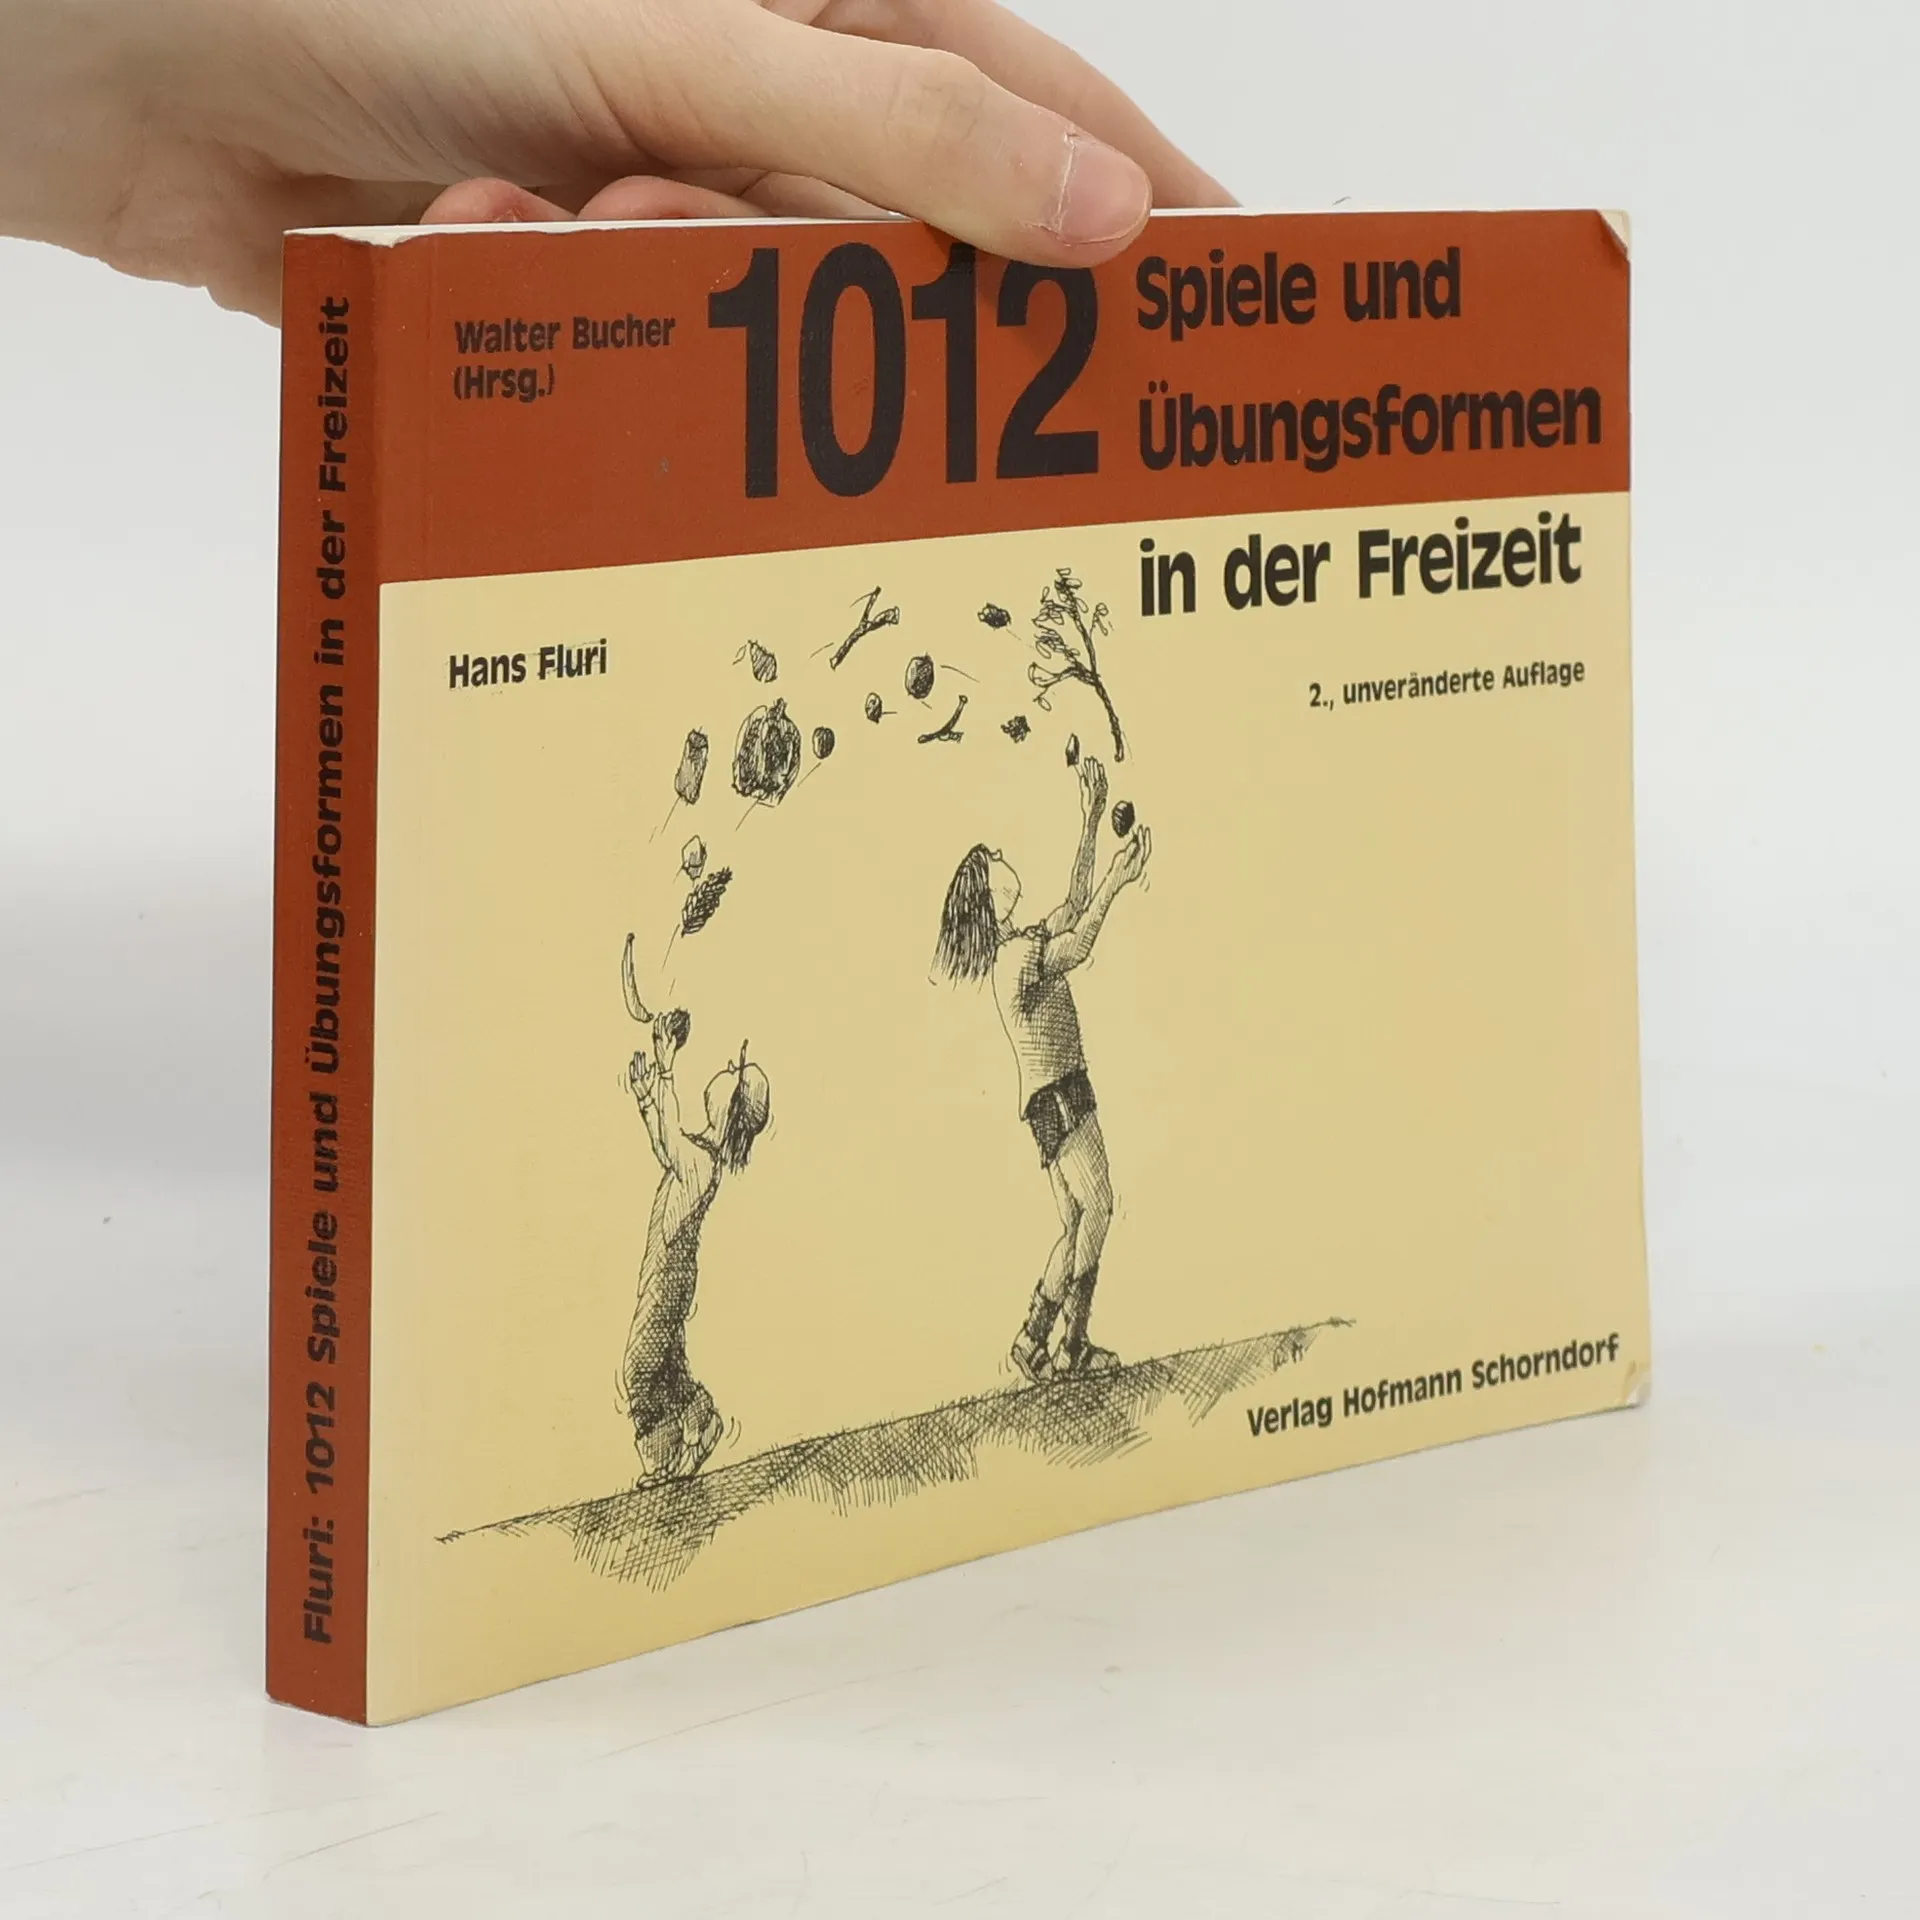 Fluri: 1012 Spiele und Übungsformen in der Freizeit
Walter Bucher
(Hrsg.)
1012
Spiele und
Übungsformen
in der Freizeit
Hans Fluri
2., unveränderte Auflage
Verlag Hofmann Schorndorf